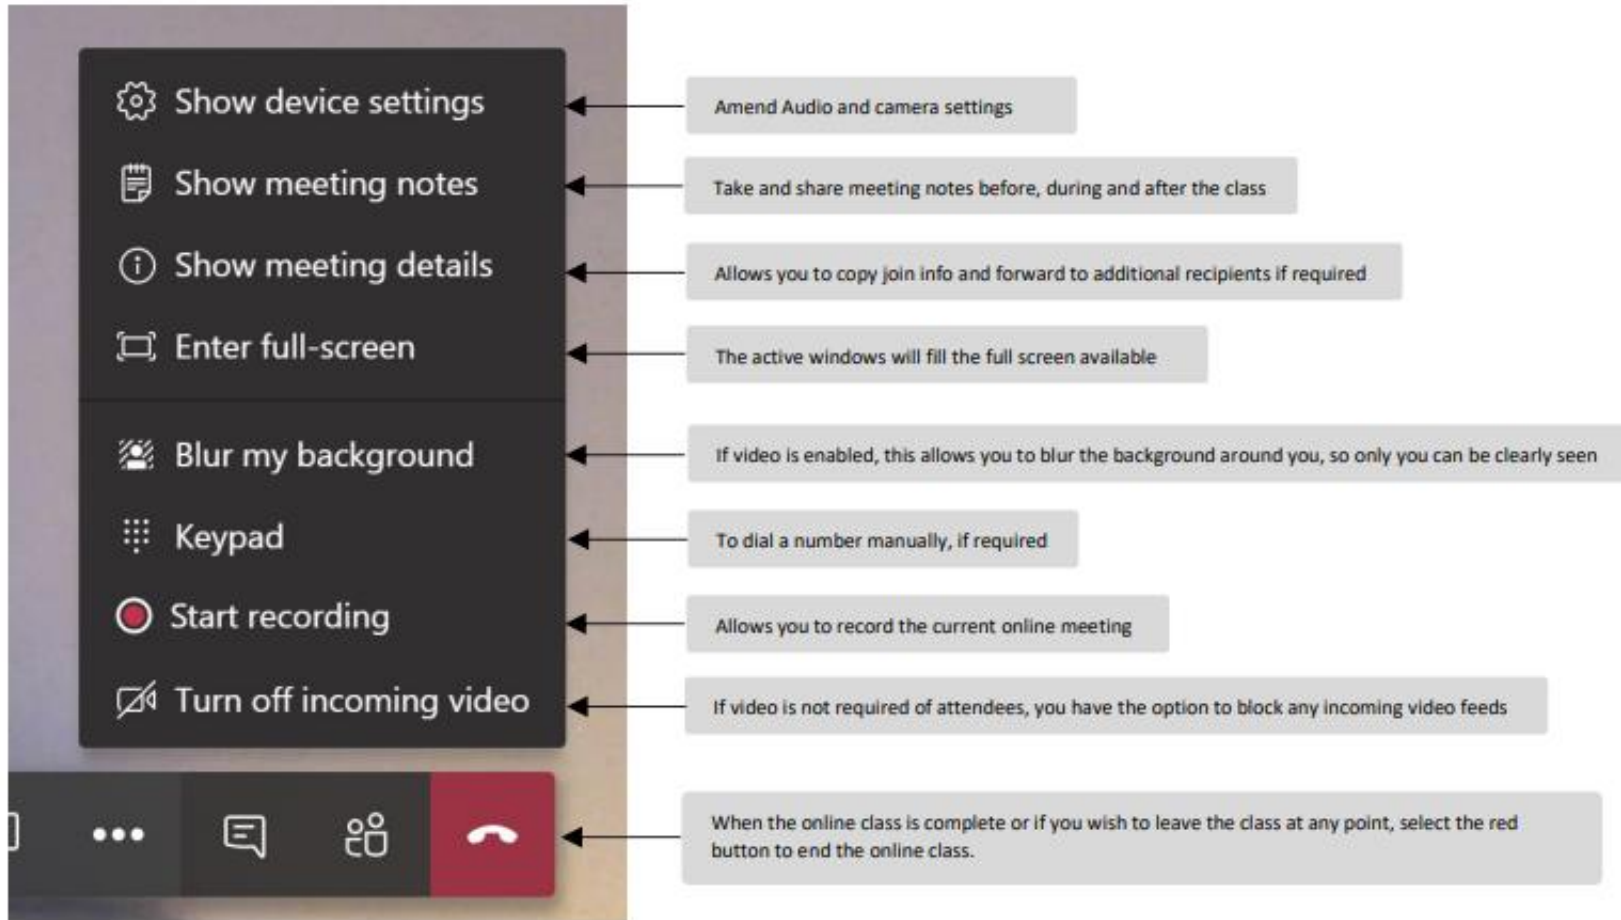 Show device settings
Amend Audio and camera settings
Show meeting notes
Take and share meeting notes before, during and after the class
Show meeting details
Allows you to copy join info and forward to additional recipients if required
Enter full-screen
The active windows will fill the full screen available
Blur my background
If video is enabled, this allows you to blur the background around you, so only you can be clearly seen
Keypad
To dial a number manually, if required
Start recording
Allows you to record the current online meeting
Turn off incoming video
If video is not required of attendees, you have the option to block any incoming video feeds
When the online class is complete or if you wish to leave the class at any point, select the red
button to end the online class.